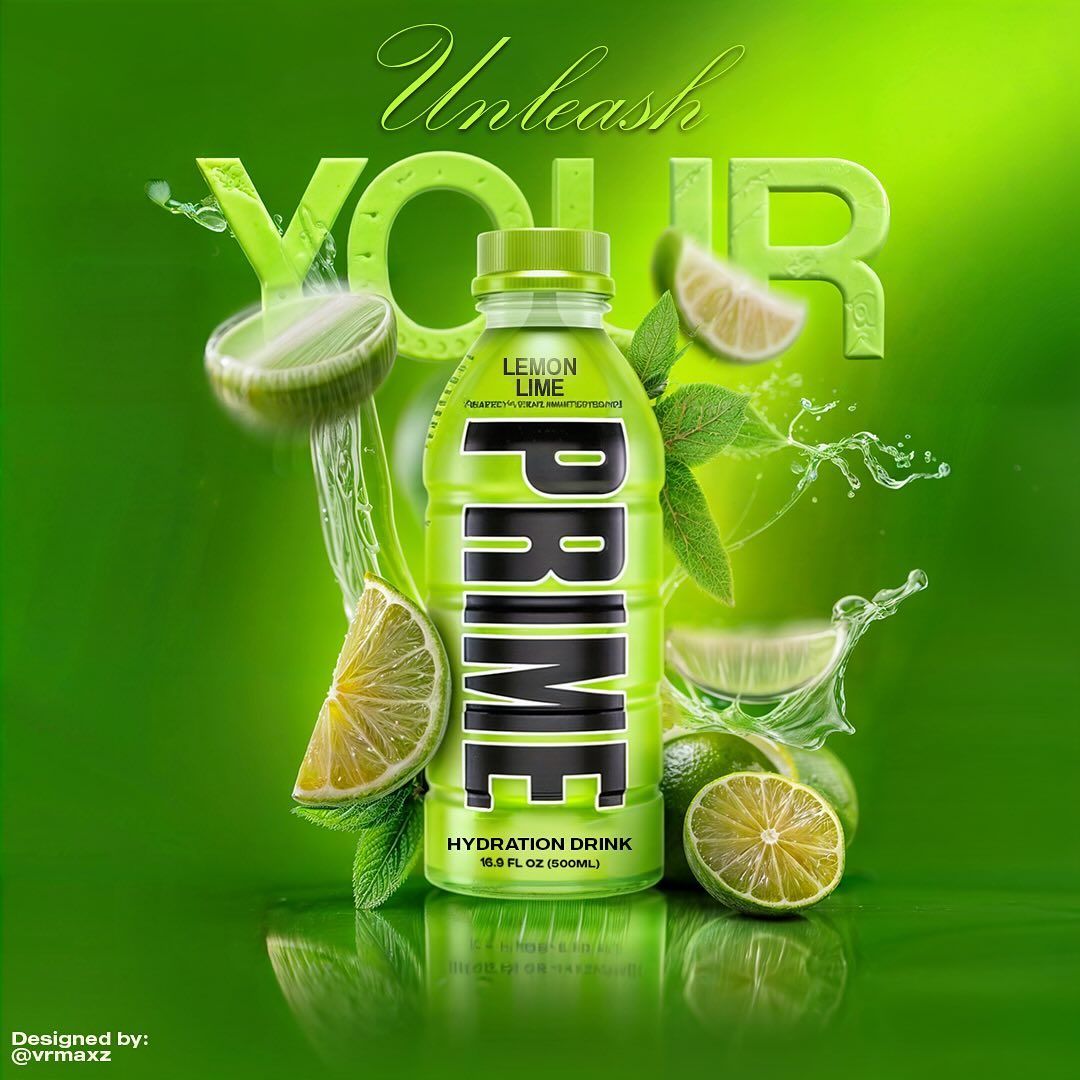 Unleash
YOUR
LEMON
LIME
PRIME
HYDRATION DRINK
16.9 FL OZ (500ML)
Designed by:
@vrmaxz